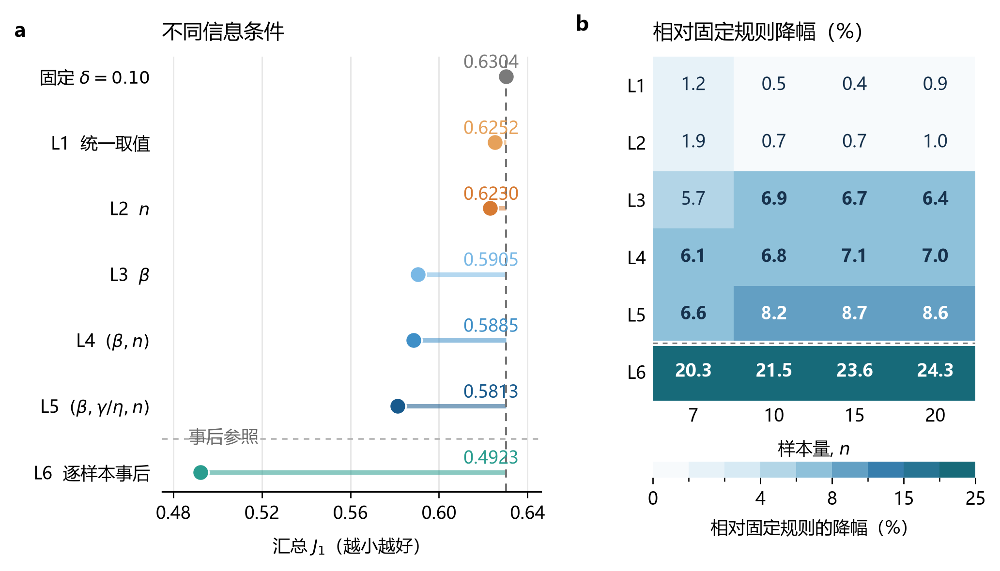 a
不同信息条件
固定 δ = 0.10
0.6304
L1 统一取值
0.6252
L2 n
0.6230
L3 β
0.5905
L4 (β, n)
0.5885
L5 (β, γ/η, n)
0.5813
事后参照
L6 逐样本事后
0.4923
0.48 0.52 0.56 0.60 0.64
汇总 J₁（越小越好）
b
相对固定规则降幅（%）
L1 1.2 0.5 0.4 0.9
L2 1.9 0.7 0.7 1.0
L3 5.7 6.9 6.7 6.4
L4 6.1 6.8 7.1 7.0
L5 6.6 8.2 8.7 8.6
L6 20.3 21.5 23.6 24.3
7 10 15 20
样本量, n
0 4 8 15 25
相对固定规则的降幅（%）